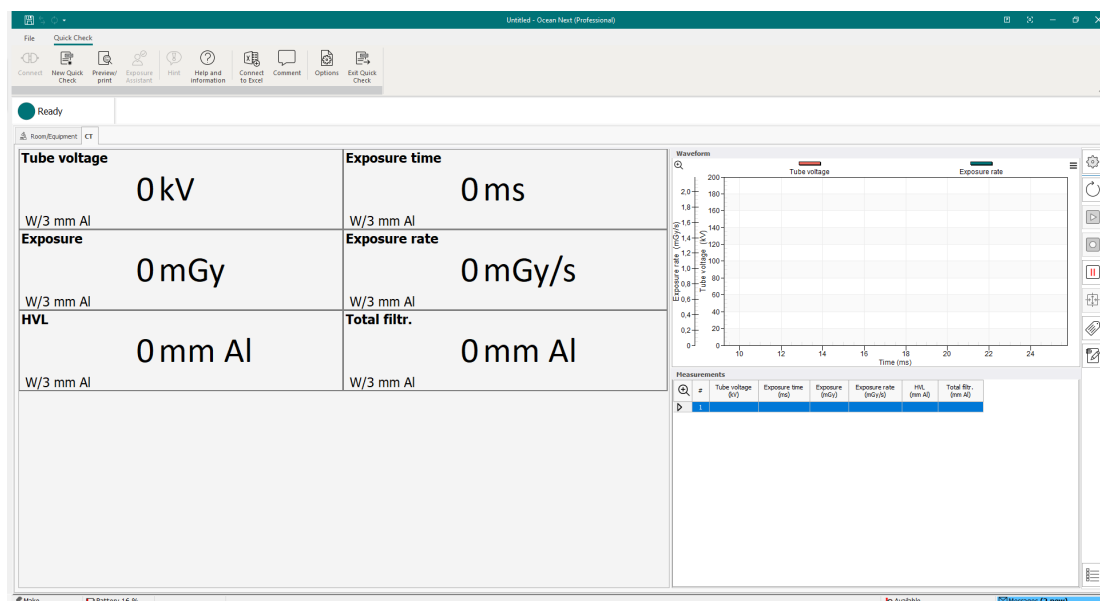 Untitled - Ocean Next (Professional)
File Quick Check
Connect New Quick Check Preview/ print Exposure Assistant Hint Help and information Connect to Excel Comment Options Exit Quick Check
Ready
Room/Equipment CT
Tube voltage
0 kV
W/3 mm Al
Exposure time
0 ms
W/3 mm Al
Exposure
0 mGy
W/3 mm Al
Exposure rate
0 mGy/s
W/3 mm Al
HVL
0 mm Al
W/3 mm Al
Total filtr.
0 mm Al
W/3 mm Al
Waveform
Tube voltage Exposure rate
Exposure rate (mGy/s)
2,0
1,8
1,6
1,4
1,2
1,0
0,8
0,6
0,4
0,2
0
Tube voltage (kV)
200
180
160
140
120
100
80
60
40
20
0
10 12 14 16 18 20 22 24
Time (ms)
Measurements
# Tube voltage (kV) Exposure time (ms) Exposure (mGy) Exposure rate (mGy/s) HVL (mm Al) Total filtr. (mm Al)
1
Make Battery 16 % Available Messages (2 new)